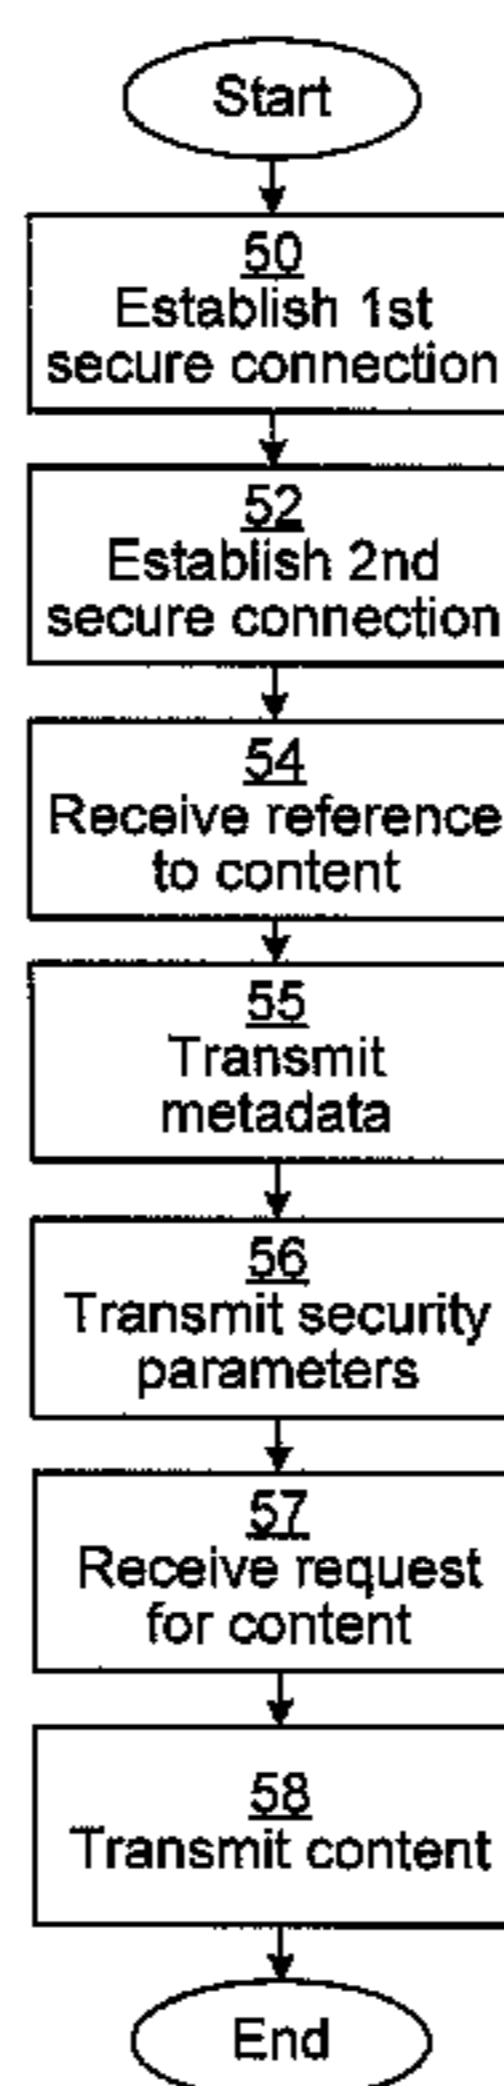 Start
50
Establish 1st
secure connection
52
Establish 2nd
secure connection
54
Receive reference
to content
55
Transmit
metadata
56
Transmit security
parameters
57
Receive request
for content
58
Transmit content
End